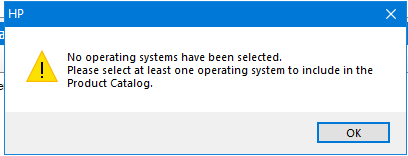 HP
No operating systems have been selected.
Please select at least one operating system to include in the
Product Catalog.
OK